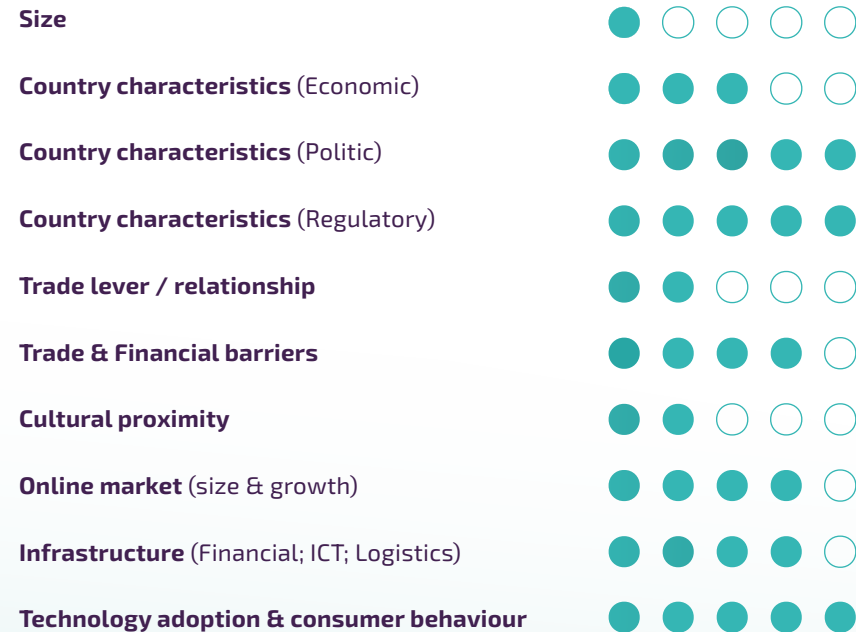 Size
Country characteristics (Economic)
Country characteristics (Politic)
Country characteristics (Regulatory)
Trade lever / relationship
Trade & Financial barriers
Cultural proximity
Online market (size & growth)
Infrastructure (Financial; ICT; Logistics)
Technology adoption & consumer behaviour